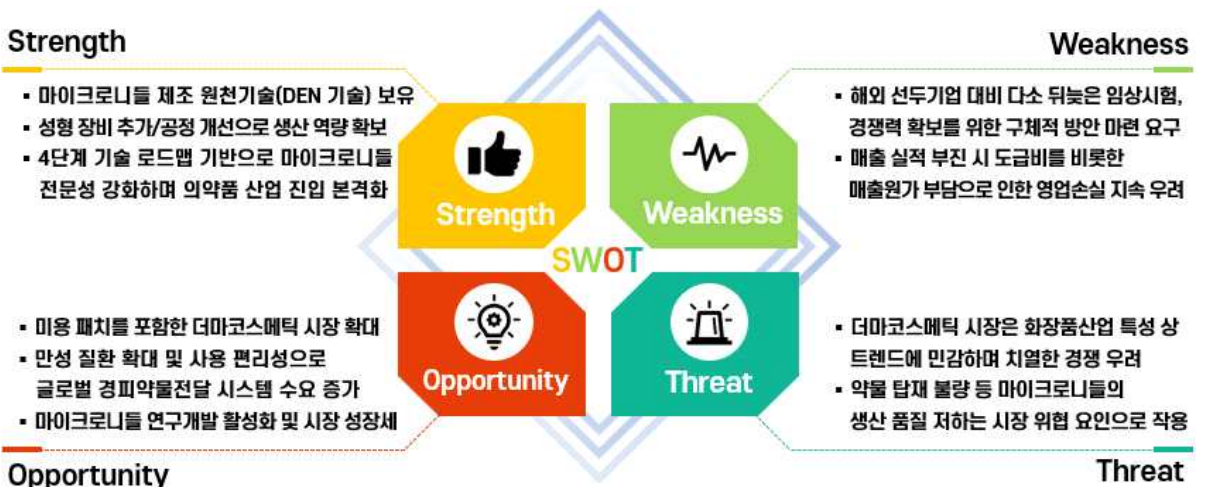 Strength
▪ 마이크로니들 제조 원천기술(DEN 기술) 보유
▪ 성형 장비 추가/공정 개선으로 생산 역량 확보
▪ 4단계 기술 로드맵 기반으로 마이크로니들
전문성 강화하며 의약품 산업 진입 본격화
Weakness
▪ 해외 선두기업 대비 다소 뒤늦은 임상시험,
경쟁력 확보를 위한 구체적 방안 마련 요구
▪ 매출 실적 부진 시 도급비를 비롯한
매출원가 부담으로 인한 영업손실 지속 우려
Strength
Weakness
SWOT
Opportunity
Threat
▪ 미용 패치를 포함한 더마코스메틱 시장 확대
▪ 만성 질환 확대 및 사용 편리성으로
글로벌 경피약물전달 시스템 수요 증가
▪ 마이크로니들 연구개발 활성화 및 시장 성장세
Opportunity
▪ 더마코스메틱 시장은 화장품산업 특성 상
트렌드에 민감하며 치열한 경쟁 우려
▪ 약물 탑재 불량 등 마이크로니들의
생산 품질 저하는 시장 위협 요인으로 작용
Threat